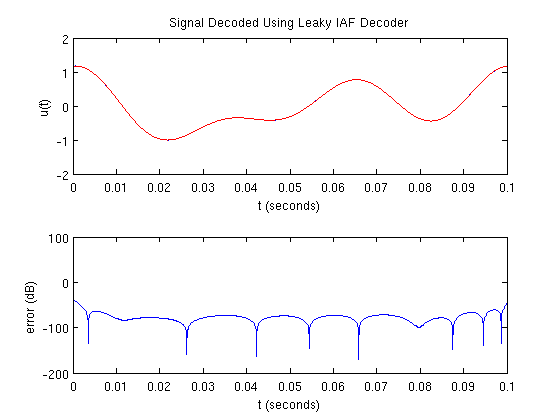 Signal Decoded Using Leaky IAF Decoder
2
1
0
-1
-2
u(t)
0 0.01 0.02 0.03 0.04 0.05 0.06 0.07 0.08 0.09 0.1
t (seconds)
100
0
-100
-200
error (dB)
0 0.01 0.02 0.03 0.04 0.05 0.06 0.07 0.08 0.09 0.1
t (seconds)